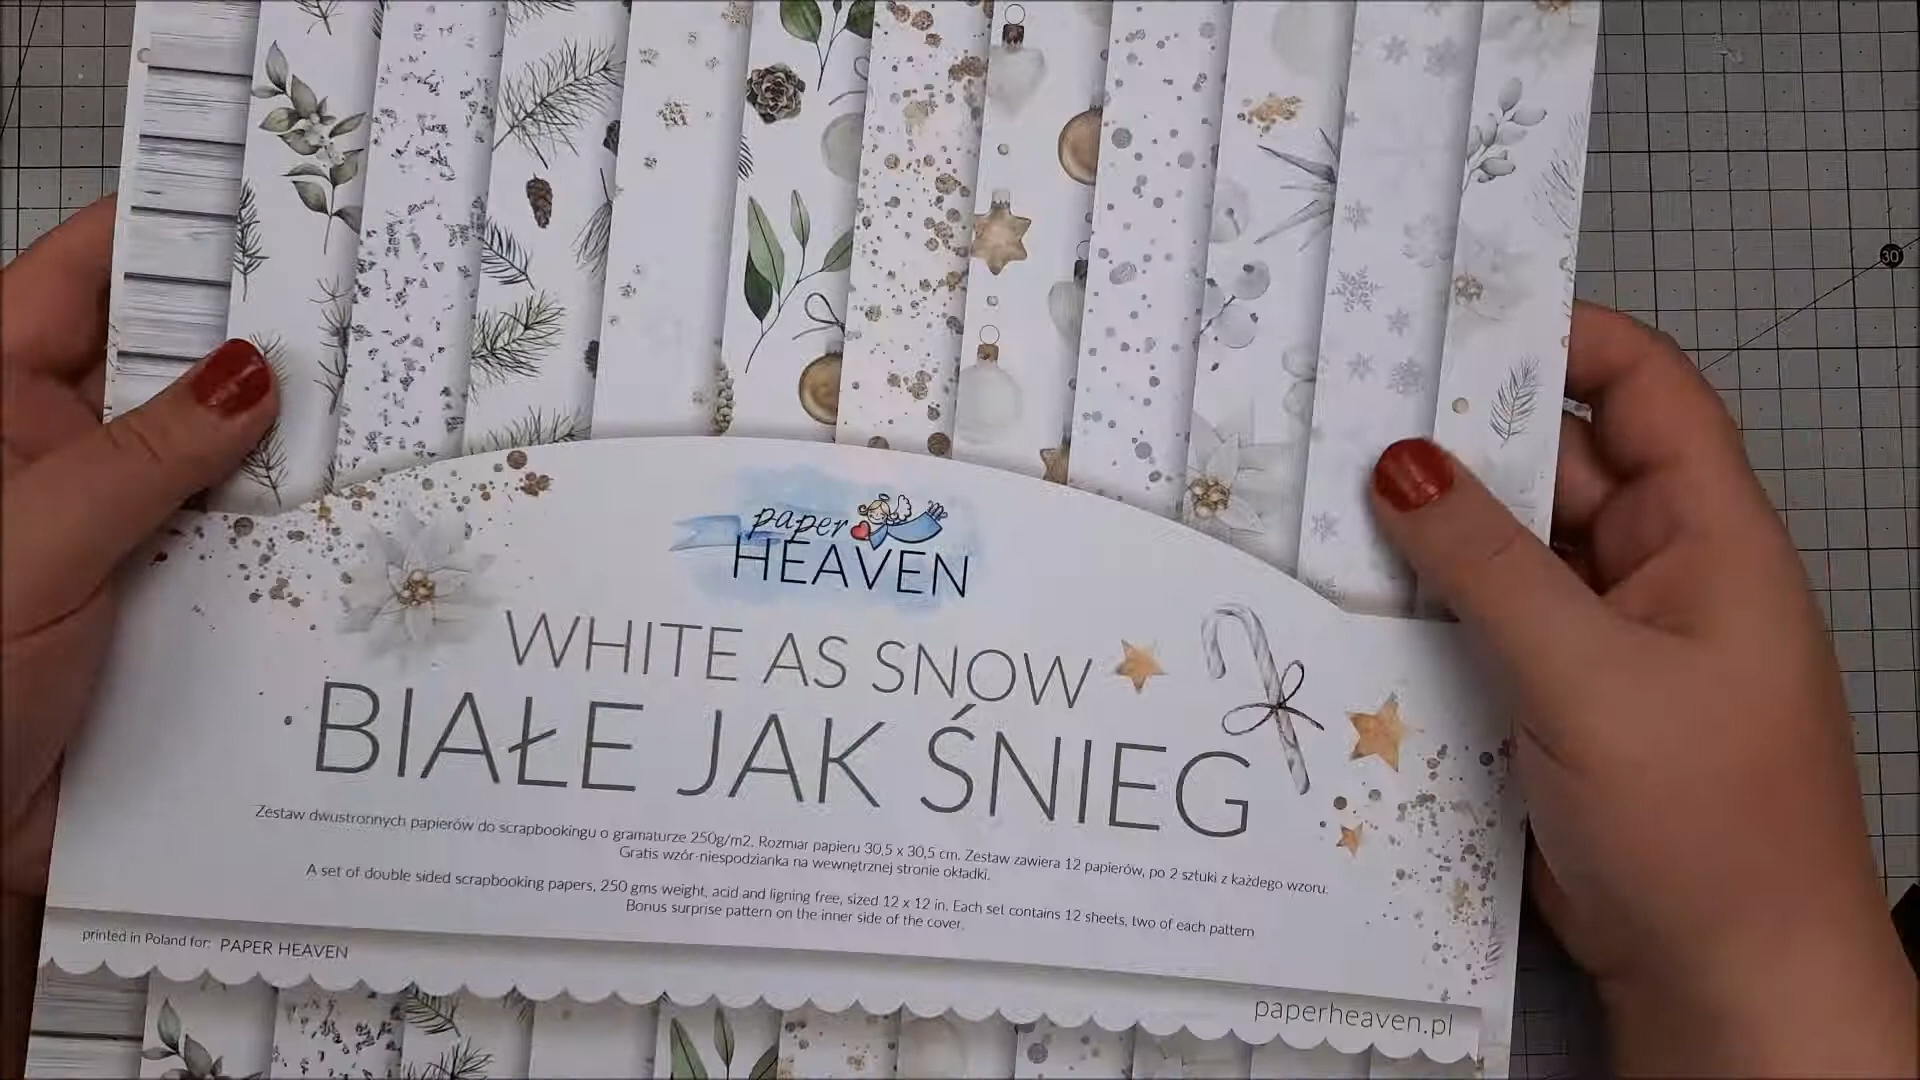 30
paper
HEAVEN
WHITE AS SNOW
BIAŁE JAK ŚNIEG
Zestaw dwustronnych papierów do scrapbookingu o gramaturze 250g/m2. Rozmiar papieru 30,5 x 30,5 cm. Zestaw zawiera 12 papierów, po 2 sztuki z każdego wzoru.
Gratis wzór-niespodzianka na wewnętrznej stronie okładki.
A set of double sided scrapbooking papers, 250 gms weight, acid and ligning free, sized 12 x 12 in. Each set contains 12 sheets, two of each pattern
Bonus surprise pattern on the inner side of the cover.
printed in Poland for: PAPER HEAVEN
paperheaven.pl